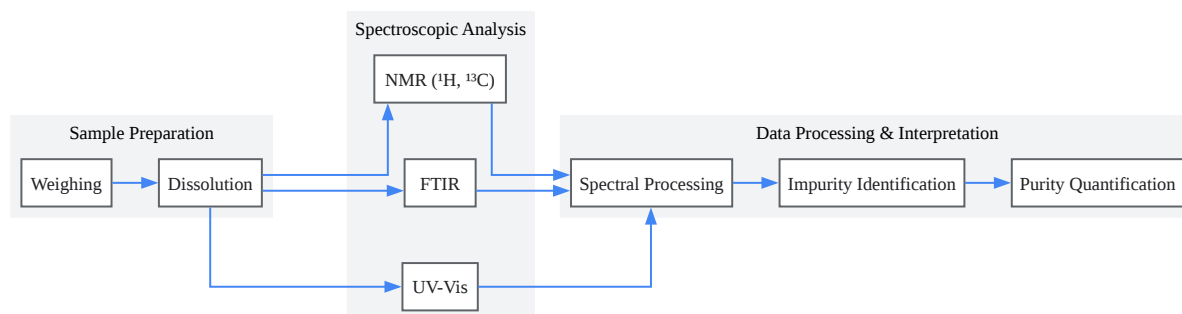 Spectroscopic Analysis
NMR (¹H, ¹³C)
Sample Preparation
Data Processing & Interpretation
Weighing
Dissolution
FTIR
Spectral Processing
Impurity Identification
Purity Quantification
UV-Vis